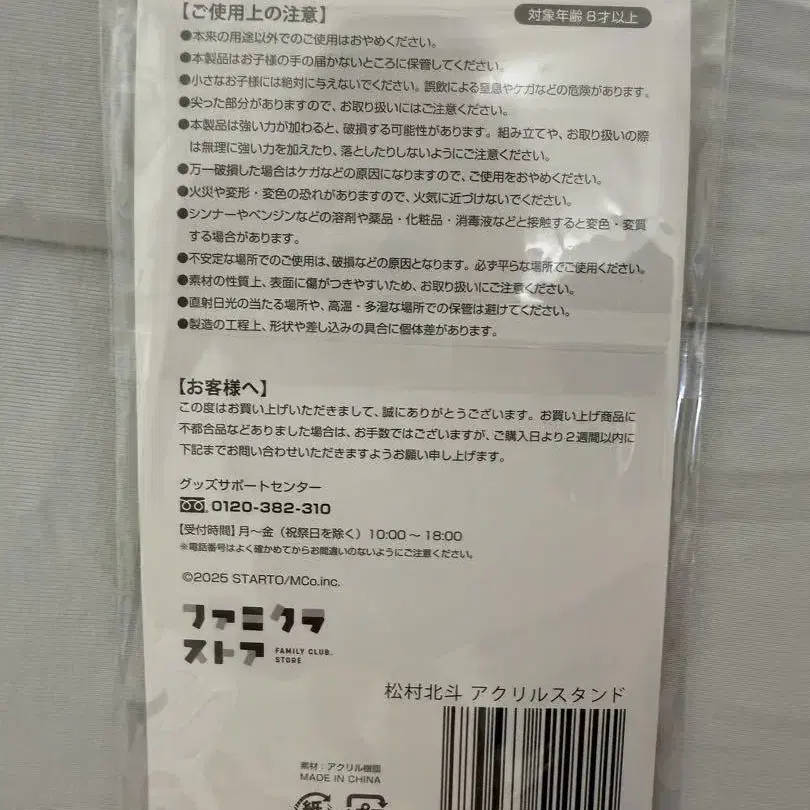 【ご使用上の注意】
対象年齢8才以上
●本来の用途以外でのご使用はおやめください。
●本製品はお子様の手の届かないところに保管してください。
●小さなお子様には絶対に与えないでください。誤飲による窒息やケガなどの危険があります。
●尖った部分がありますので、お取り扱いにはご注意ください。
●本製品は強い力が加わると、破損する可能性があります。組み立てや、お取り扱いの際
は無理に強い力を加えたり、落としたりしないようにご注意ください。
●万一破損した場合はケガなどの原因になりますので、ご使用をおやめください。
●火災や変形・変色の恐れがありますので、火気に近づけないでください。
●シンナーやベンジンなどの溶剤や薬品・化粧品・消毒液などと接触すると変色・変質
する場合があります。
●不安定な場所でのご使用は、破損などの原因となります。必ず平らな場所でご使用ください。
●素材の性質上、表面に傷がつきやすいため、お取り扱いにご注意ください。
●直射日光の当たる場所や、高温・多湿な場所での保管は避けてください。
●製造の工程上、形状や差し込みの具合に個体差があります。
【お客様へ】
この度はお買い上げいただきまして、誠にありがとうございます。お買い上げ商品に
不都合品などありました場合は、お手数ではございますが、ご購入日より2週間以内に
下記までお問い合わせいただきますようお願い申し上げます。
グッズサポートセンター
0120-382-310
【受付時間】月〜金（祝祭日を除く）10:00〜18:00
※電話番号はよく確かめてからお間違いのないようにご注意ください。
©2025 STARTO/MCo.inc.
ファミクラ
ストア FAMILY CLUB.
STORE
松村北斗 アクリルスタンド
素材：アクリル樹脂
MADE IN CHINA
紙